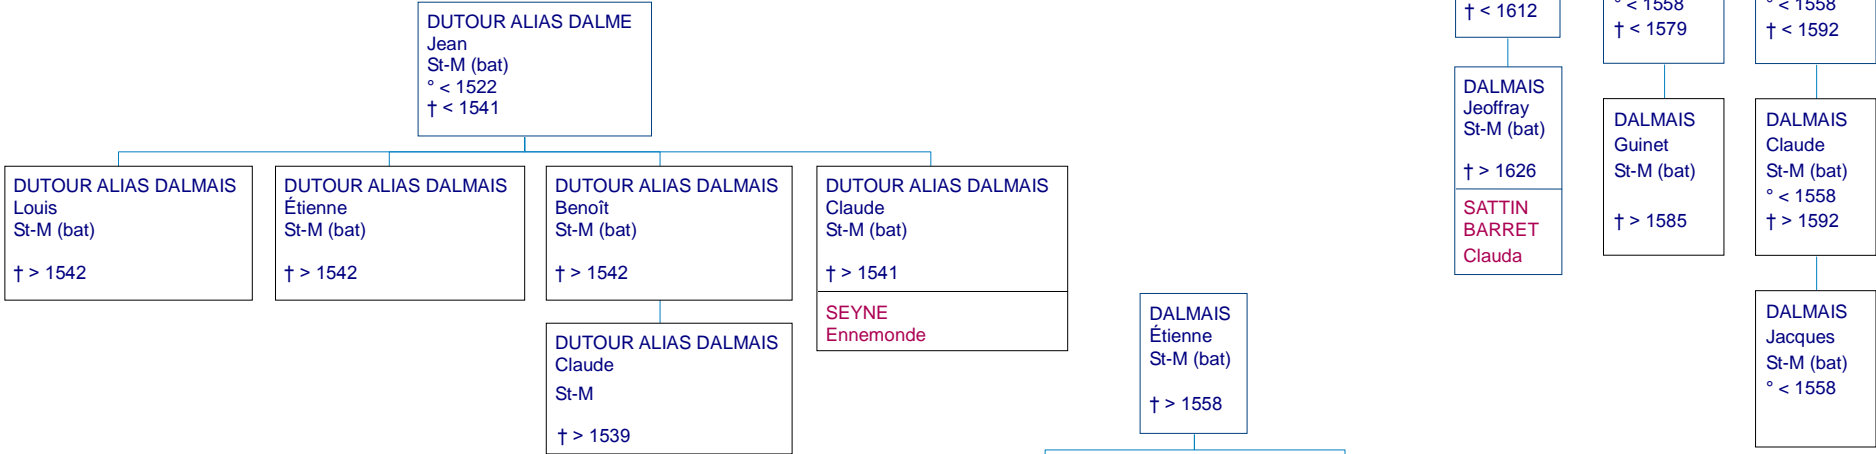 DUTOUR ALIAS DALME
Jean
St-M (bat)
° < 1522
† < 1541
DUTOUR ALIAS DALMAIS
Louis
St-M (bat)
† > 1542
DUTOUR ALIAS DALMAIS
Étienne
St-M (bat)
† > 1542
DUTOUR ALIAS DALMAIS
Benoît
St-M (bat)
† > 1542
DUTOUR ALIAS DALMAIS
Claude
St-M (bat)
† > 1541
SEYNE
Ennemonde
DUTOUR ALIAS DALMAIS
Claude
St-M
† > 1539
DALMAIS
Étienne
St-M (bat)
† > 1558
† < 1612
DALMAIS
Jeoffray
St-M (bat)
† > 1626
SATTIN
BARRET
Clauda
° < 1558
† < 1579
DALMAIS
Guinet
St-M (bat)
† > 1585
° < 1558
† < 1592
DALMAIS
Claude
St-M (bat)
° < 1558
† > 1592
DALMAIS
Jacques
St-M (bat)
° < 1558